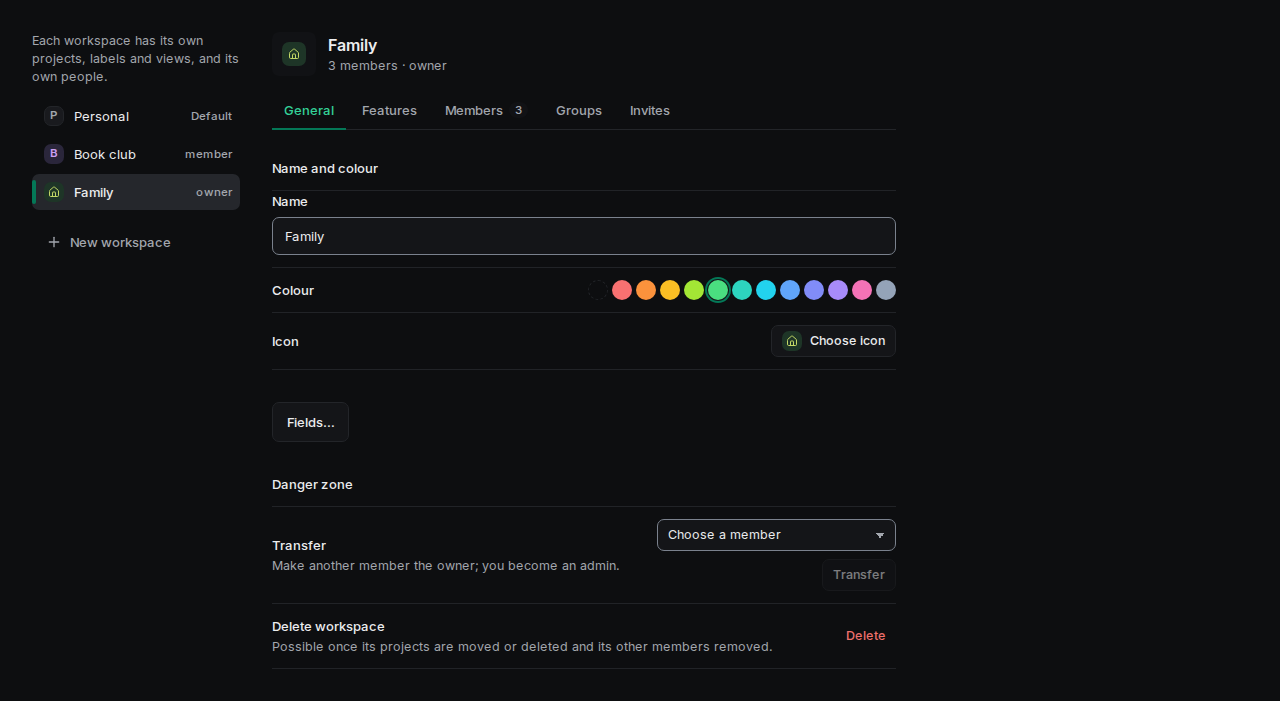 Each workspace has its own
projects, labels and views, and its
own people.
P Personal Default
B Book club member
Family owner
New workspace
Family
3 members · owner
General Features Members 3 Groups Invites
Name and colour
Name
Family
Colour
Icon
Choose Icon
Fields...
Danger zone
Transfer
Make another member the owner; you become an admin.
Choose a member
Transfer
Delete workspace
Possible once its projects are moved or deleted and its other members removed.
Delete